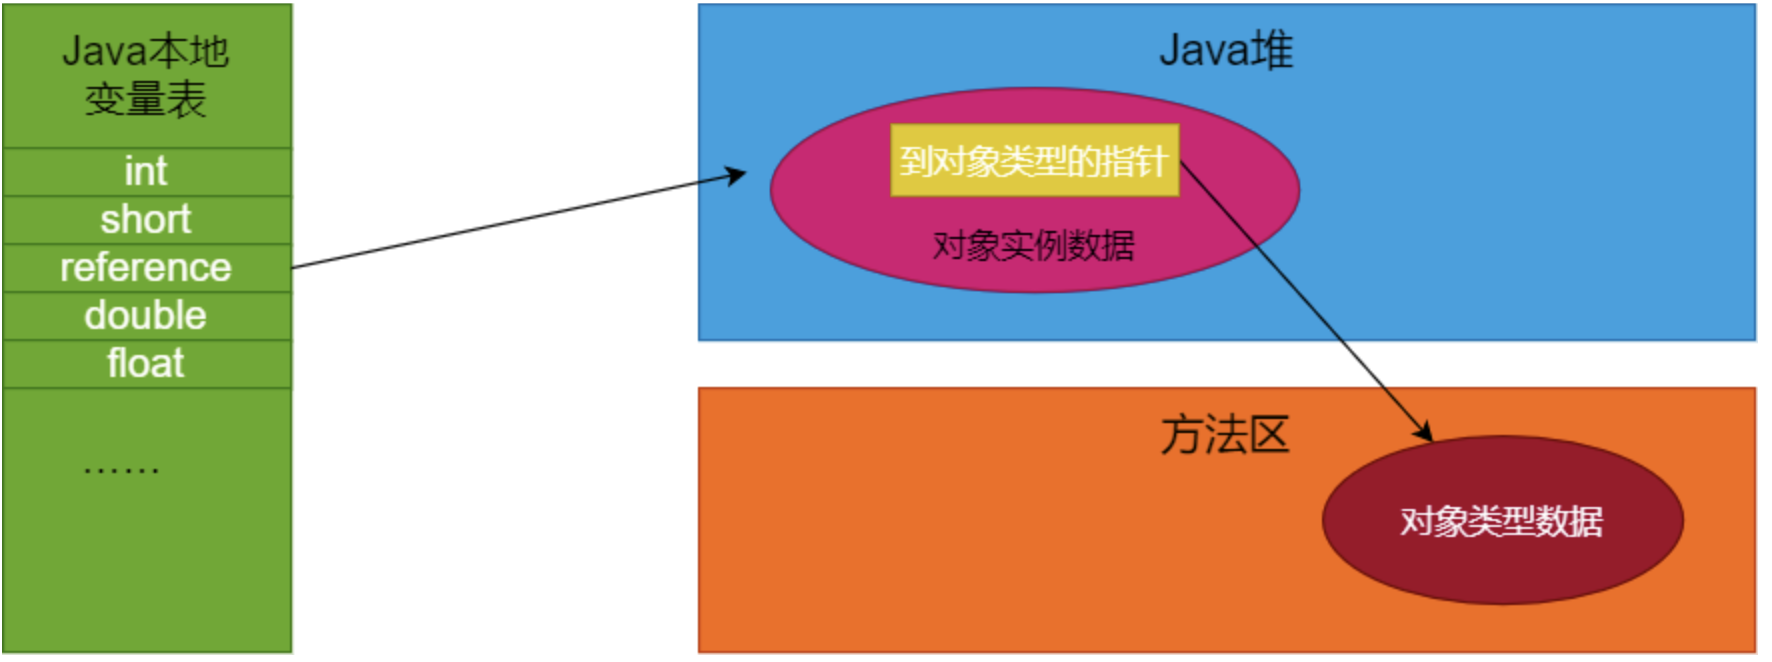 Java本地
变量表
int
short
reference
double
float
……
Java堆
到对象类型的指针
对象实例数据
方法区
对象类型数据